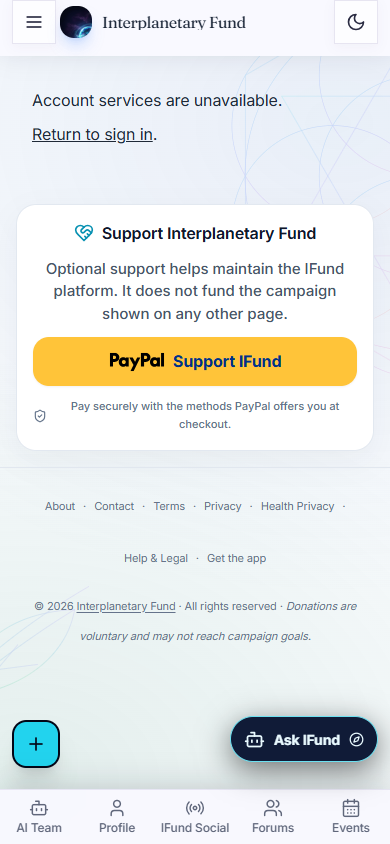 Interplanetary Fund
Account services are unavailable.
Return to sign in.
Support Interplanetary Fund
Optional support helps maintain the IFund
platform. It does not fund the campaign
shown on any other page.
PayPal Support IFund
Pay securely with the methods PayPal offers you at
checkout.
About · Contact · Terms · Privacy · Health Privacy ·
Help & Legal · Get the app
© 2026 Interplanetary Fund · All rights reserved · Donations are
voluntary and may not reach campaign goals.
Ask IFund
AI Team Profile IFund Social Forums Events